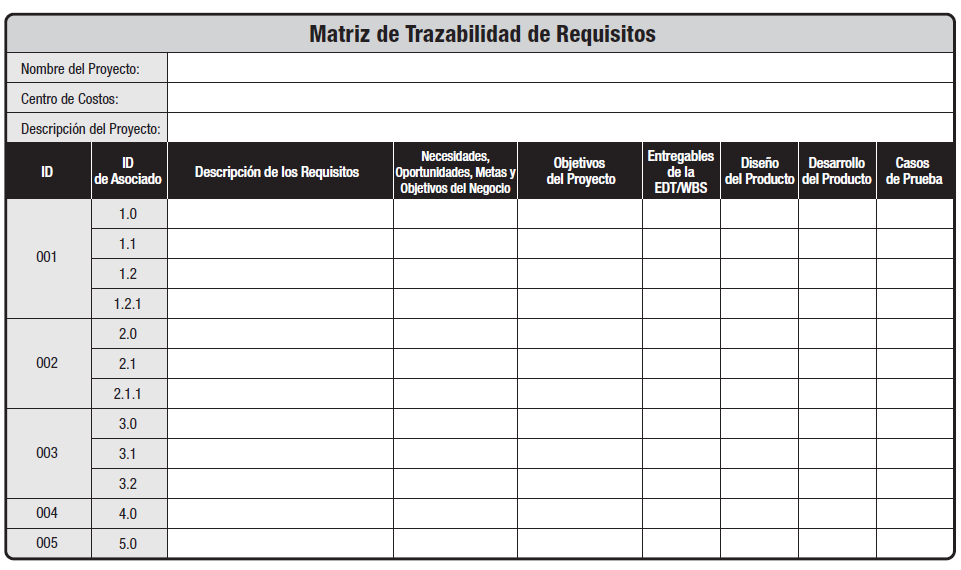 Matriz de Trazabilidad de Requisitos
Nombre del Proyecto:
Centro de Costos:
Descripción del Proyecto:
ID
ID
de Asociado
Descripción de los Requisitos
Necesidades,
Oportunidades, Metas y
Objetivos del Negocio
Objetivos
del Proyecto
Entregables
de la
EDT/WBS
Diseño
del Producto
Desarrollo
del Producto
Casos
de Prueba
001
1.0
1.1
1.2
1.2.1
002
2.0
2.1
2.1.1
003
3.0
3.1
3.2
004
4.0
005
5.0